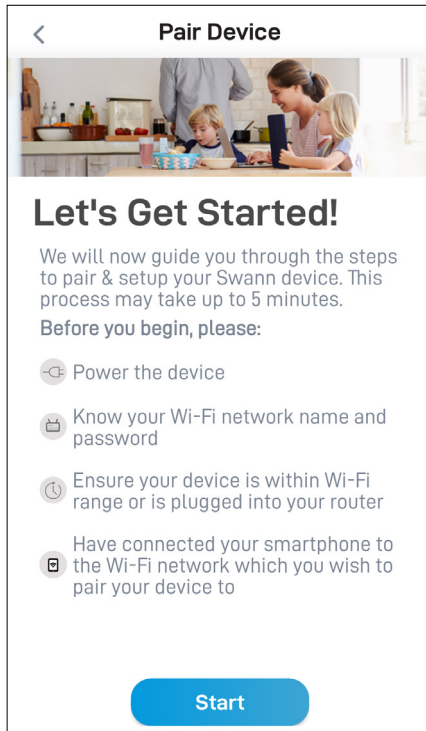 Pair Device
Let's Get Started!
We will now guide you through the steps
to pair & setup your Swann device. This
process may take up to 5 minutes.
Before you begin, please:
Power the device
Know your Wi-Fi network name and
password
Ensure your device is within Wi-Fi
range or is plugged into your router
Have connected your smartphone to
the Wi-Fi network which you wish to
pair your device to
Start